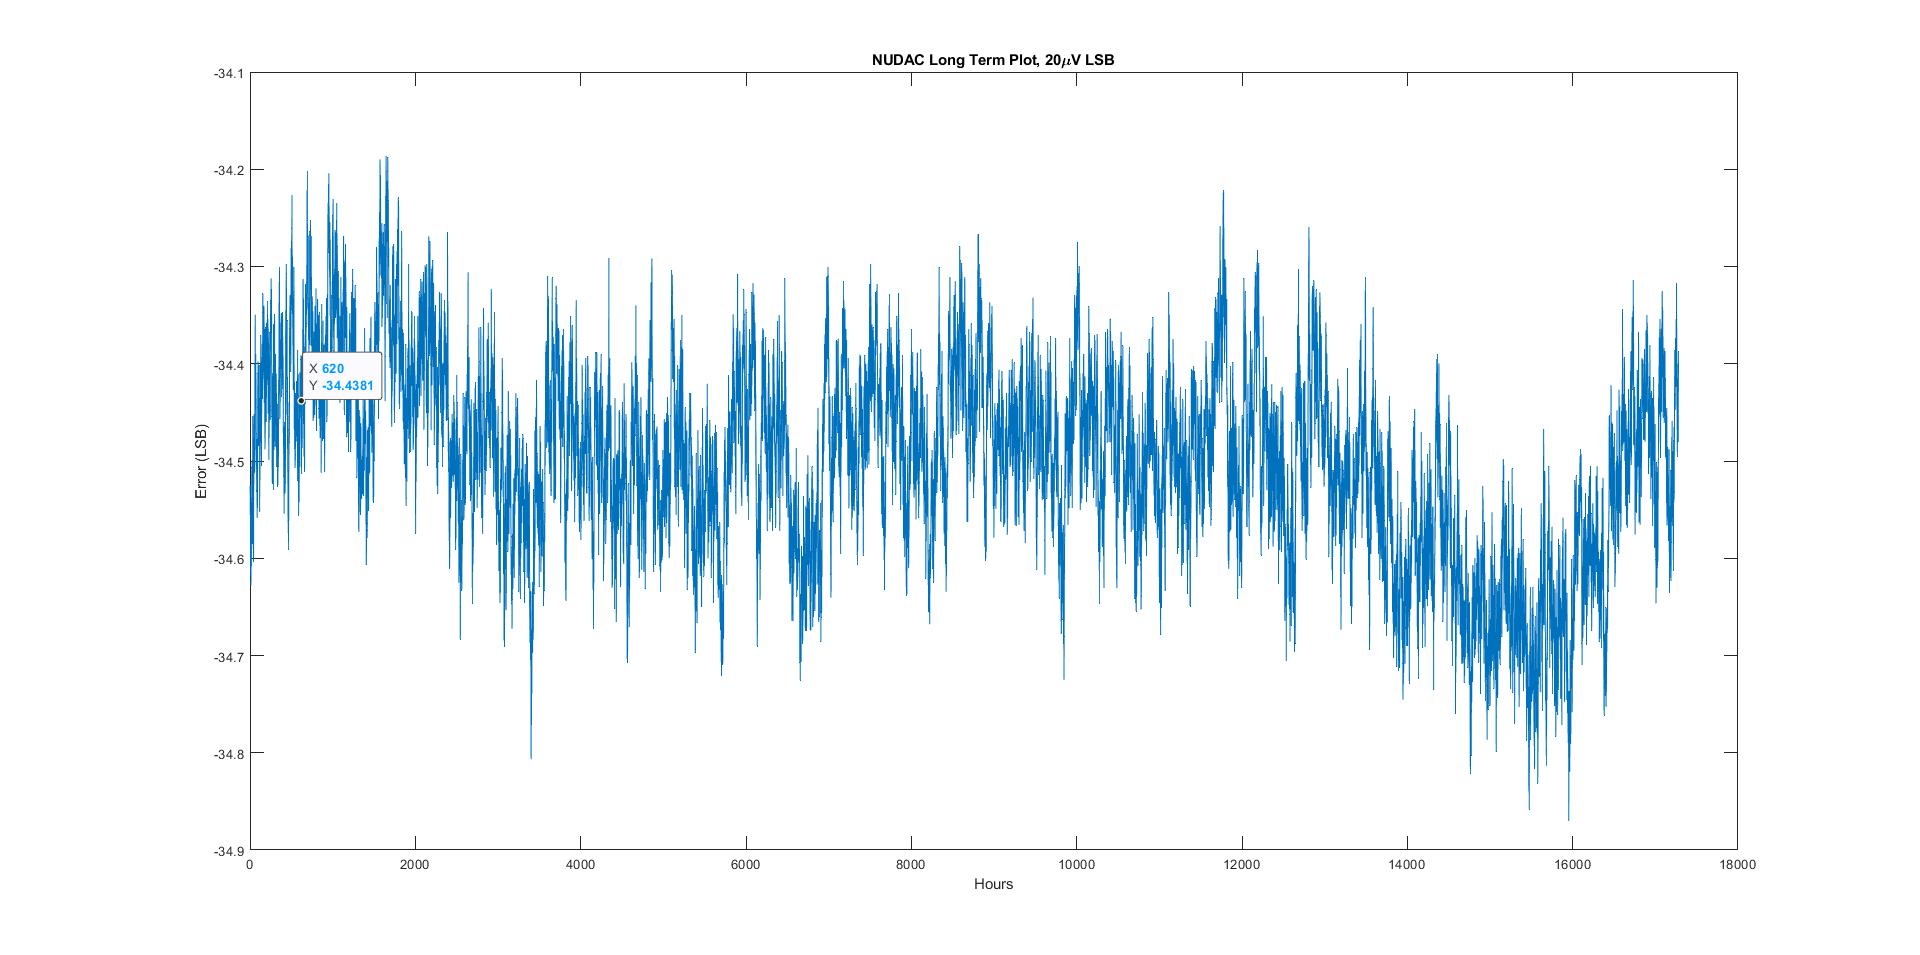 NUDAC Long Term Plot, 20μV LSB
-34.1
-34.2
-34.3
-34.4
-34.5
-34.6
-34.7
-34.8
-34.9
Error (LSB)
X 620
Y -34.4381
0 2000 4000 6000 8000 10000 12000 14000 16000 18000
Hours